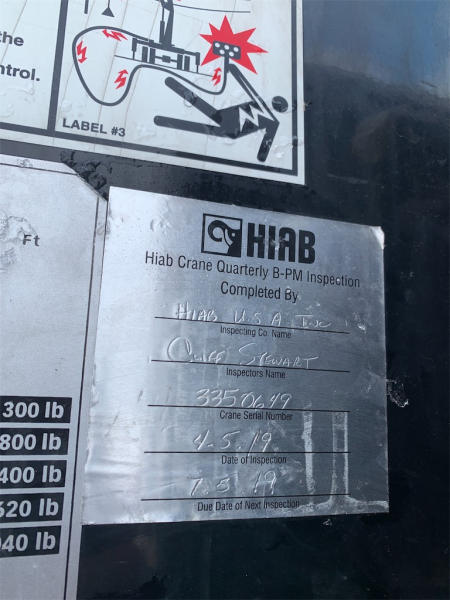 the
ntrol.
LABEL #3
Ft
HIAB
Hiab Crane Quarterly B-PM Inspection
Completed By
HIAB U.S.A INC
Inspecting Co. Name
CLIFF STEWART
Inspectors Name
3350649
Crane Serial Number
4-5-19
Date of Inspection
7-5-19
Due Date of Next Inspection
300 lb
800 lb
400 lb
620 lb
040 lb